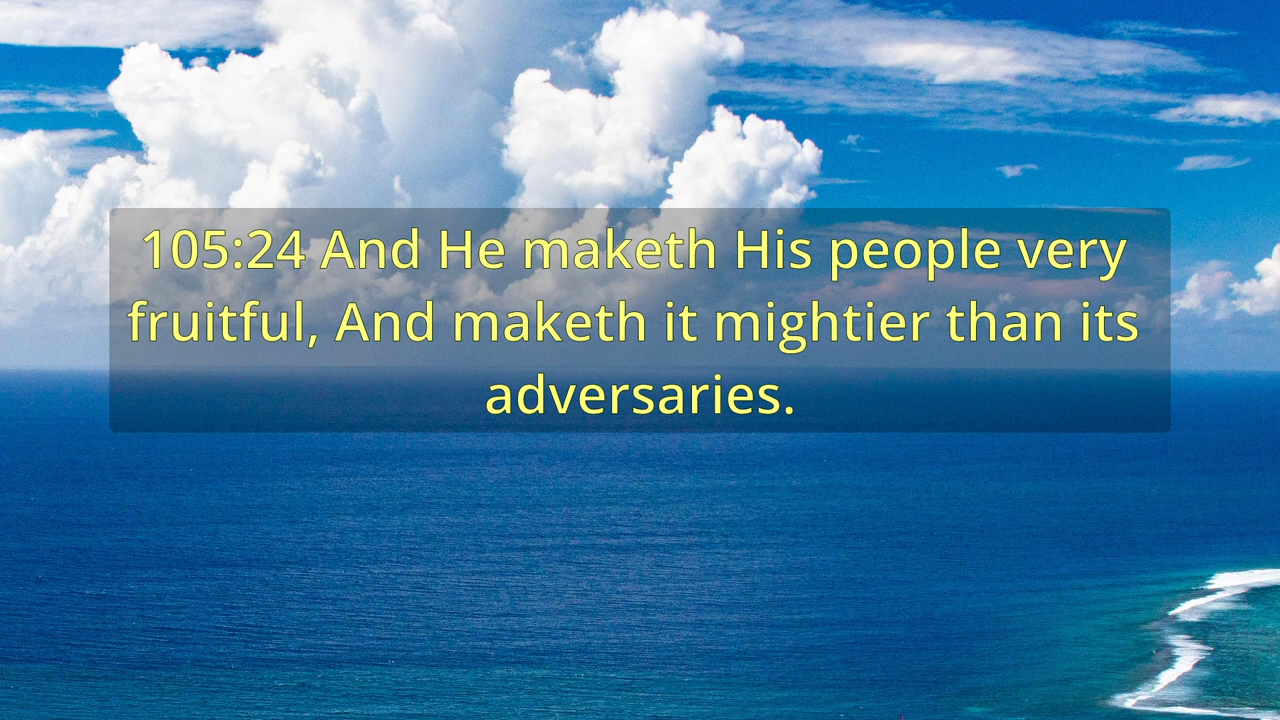 105:24 And He maketh His people very
fruitful, And maketh it mightier than its
adversaries.